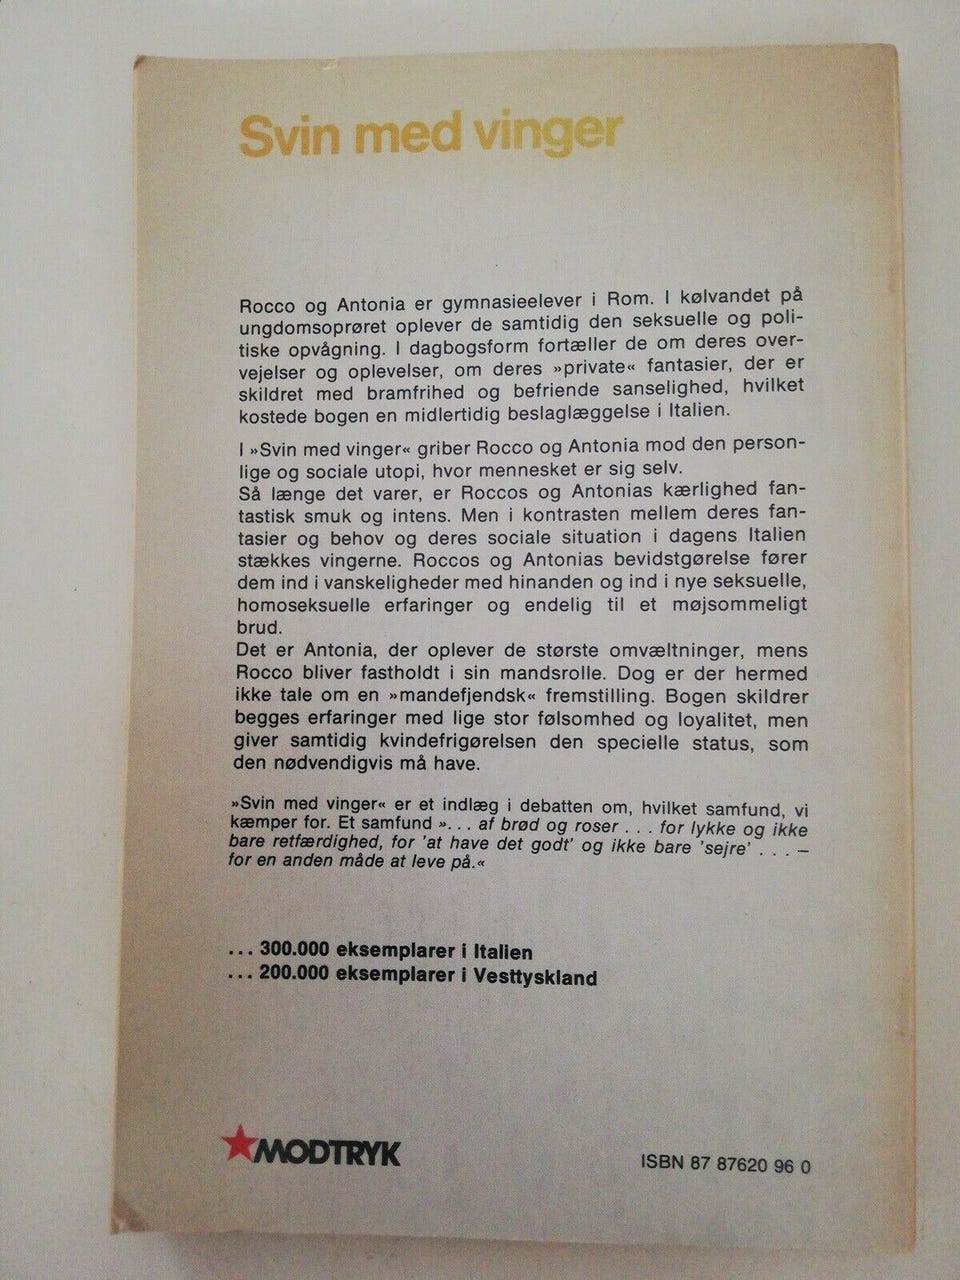 Svin med vinger
Rocco og Antonia er gymnasieelever i Rom. I kølvandet på
ungdomsoprøret oplever de samtidig den seksuelle og poli-
tiske opvågning. I dagbogsform fortæller de om deres over-
vejelser og oplevelser, om deres »private« fantasier, der er
skildret med bramfrihed og befriende sanselighed, hvilket
kostede bogen en midlertidig beslaglæggelse i Italien.
I »Svin med vinger« griber Rocco og Antonia mod den person-
lige og sociale utopi, hvor mennesket er sig selv.
Så længe det varer, er Roccos og Antonias kærlighed fan-
tastisk smuk og intens. Men i kontrasten mellem deres fan-
tasier og behov og deres sociale situation i dagens Italien
stækkes vingerne. Roccos og Antonias bevidstgørelse fører
dem ind i vanskeligheder med hinanden og ind i nye seksuelle,
homoseksuelle erfaringer og endelig til et møjsommeligt
brud.
Det er Antonia, der oplever de største omvæltninger, mens
Rocco bliver fastholdt i sin mandsrolle. Dog er der hermed
ikke tale om en »mandefjendsk« fremstilling. Bogen skildrer
begges erfaringer med lige stor følsomhed og loyalitet, men
giver samtidig kvindefrigørelsen den specielle status, som
den nødvendigvis må have.
»Svin med vinger« er et indlæg i debatten om, hvilket samfund, vi
kæmper for. Et samfund »... af brød og roser ... for lykke og ikke
bare retfærdighed, for 'at have det godt' og ikke bare 'sejre' ... –
for en anden måde at leve på.«
... 300.000 eksemplarer i Italien
... 200.000 eksemplarer i Vesttyskland
MODTRYK
ISBN 87 87620 96 0